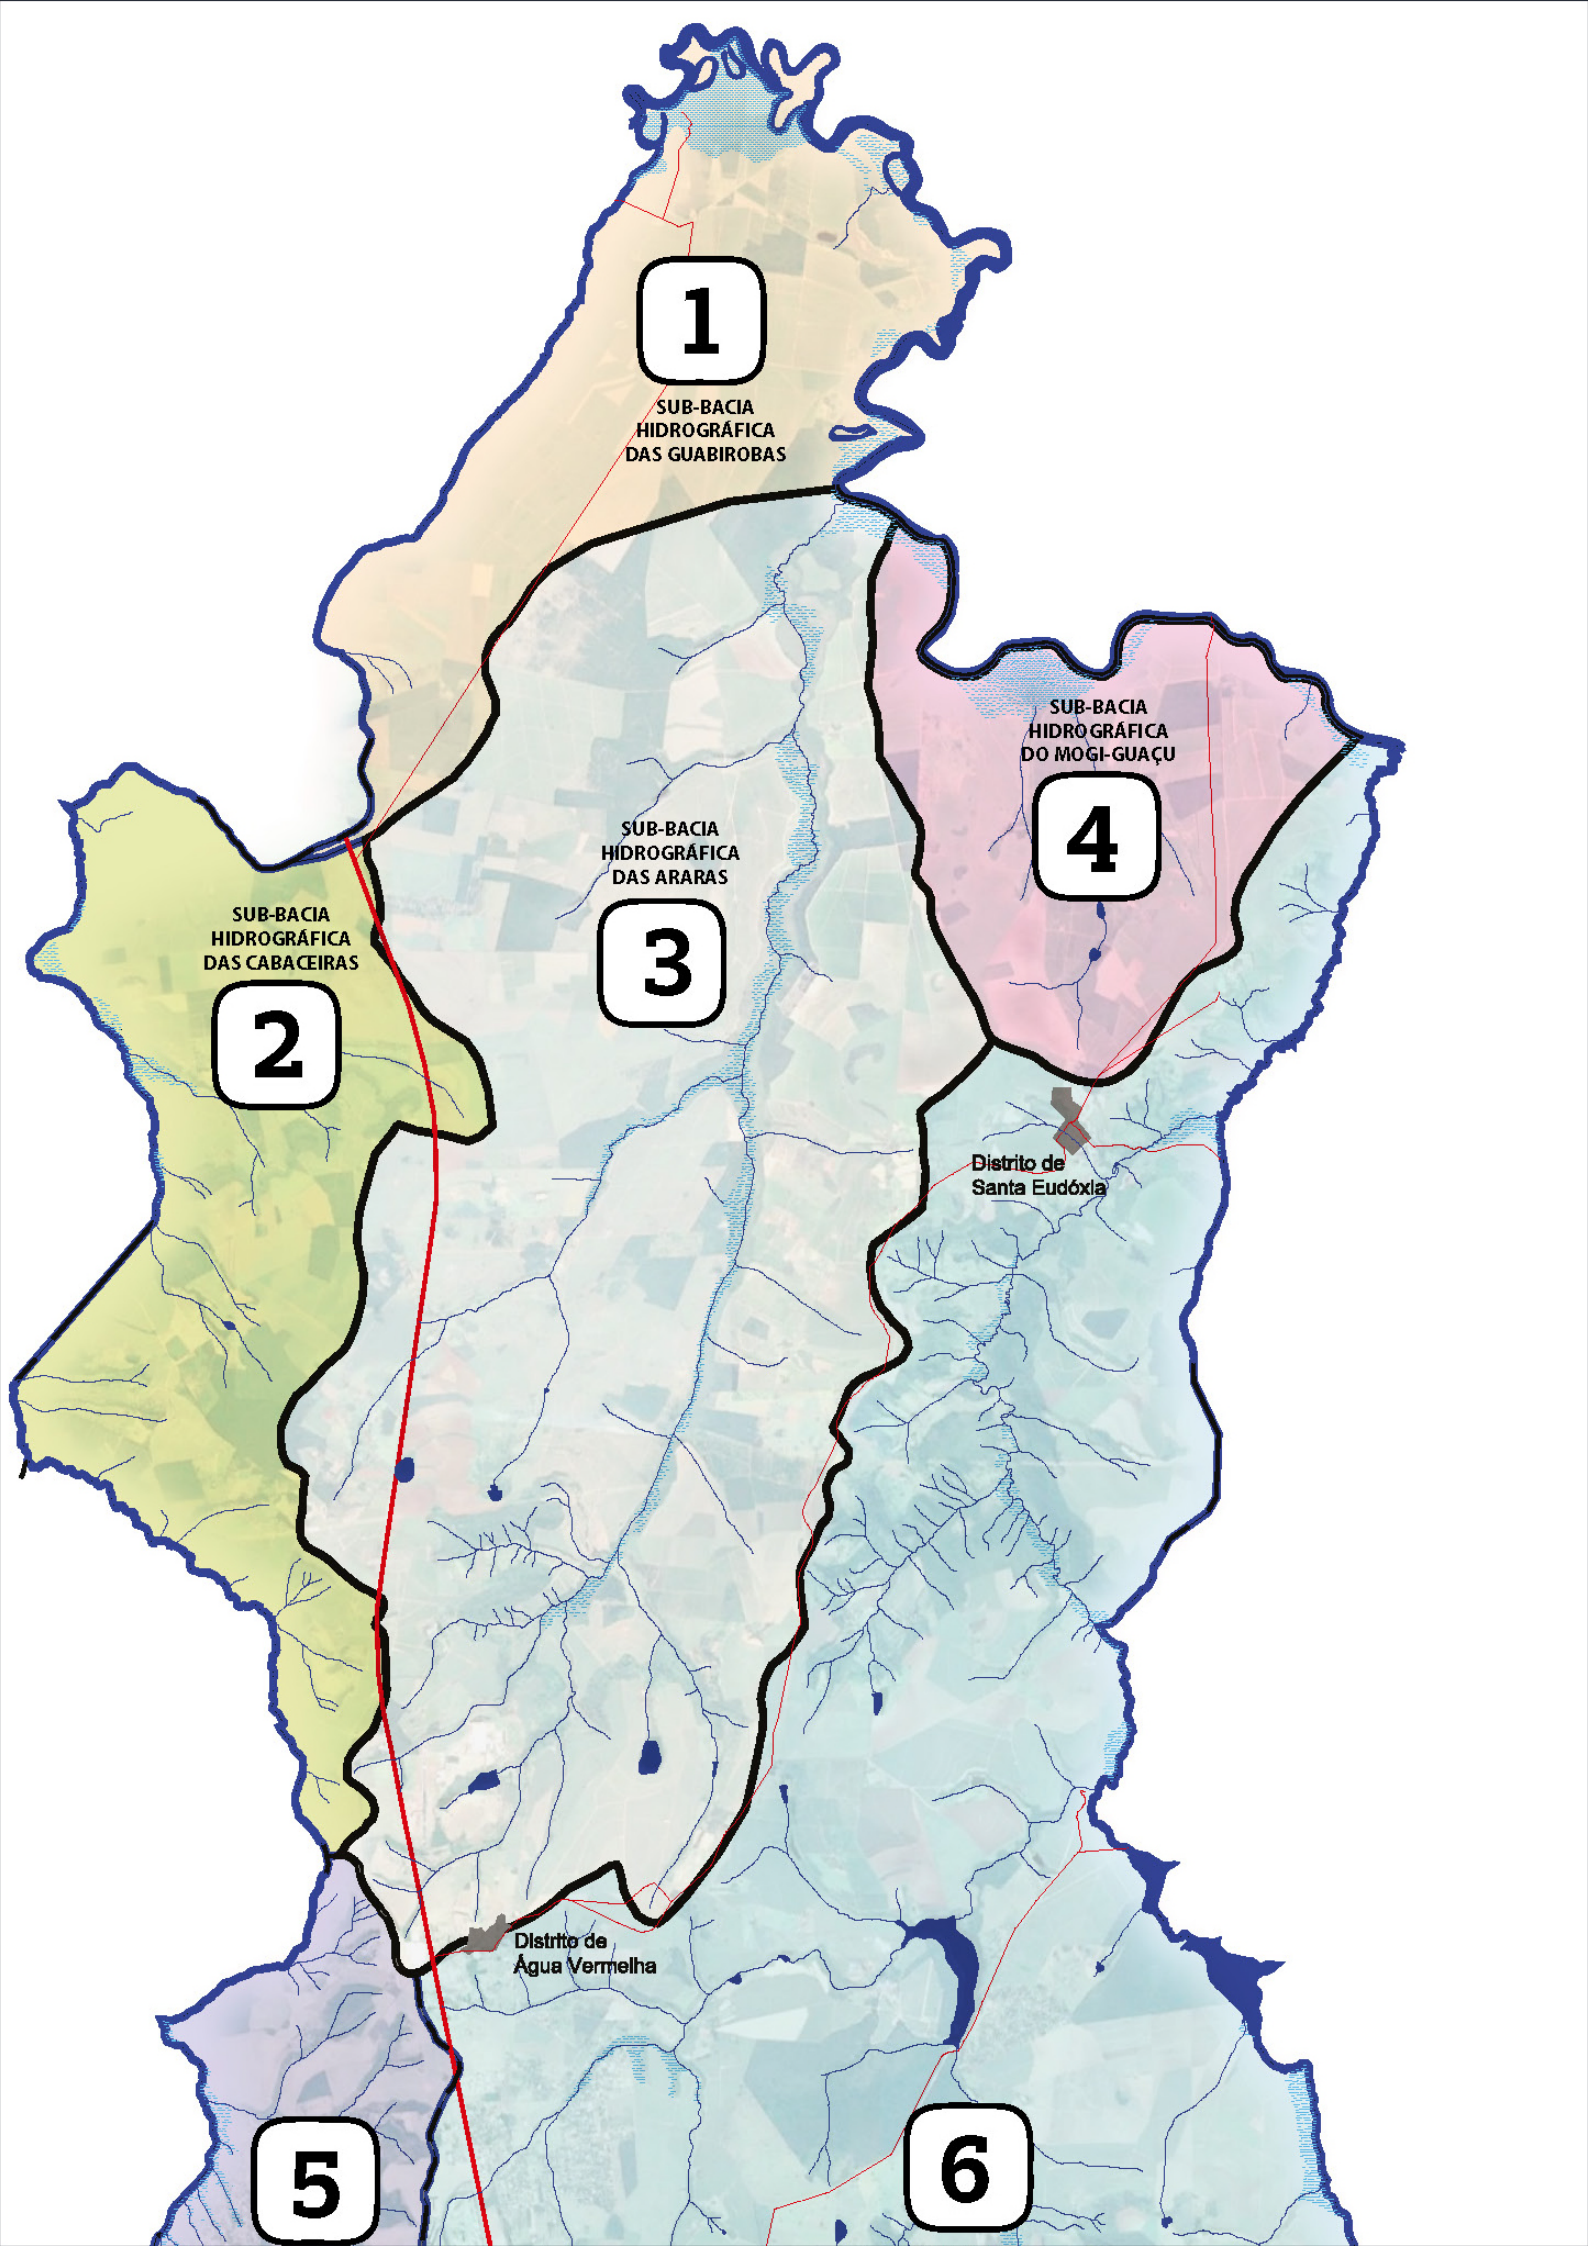 1
SUB-BACIA
HIDROGRÁFICA
DAS GUABIROBAS
SUB-BACIA
HIDROGRÁFICA
DO MOGI-GUAÇU
4
SUB-BACIA
HIDROGRÁFICA
DAS ARARAS
3
SUB-BACIA
HIDROGRÁFICA
DAS CABACEIRAS
2
Distrito de
Santa Eudóxia
Distrito de
Água Vermelha
5
6